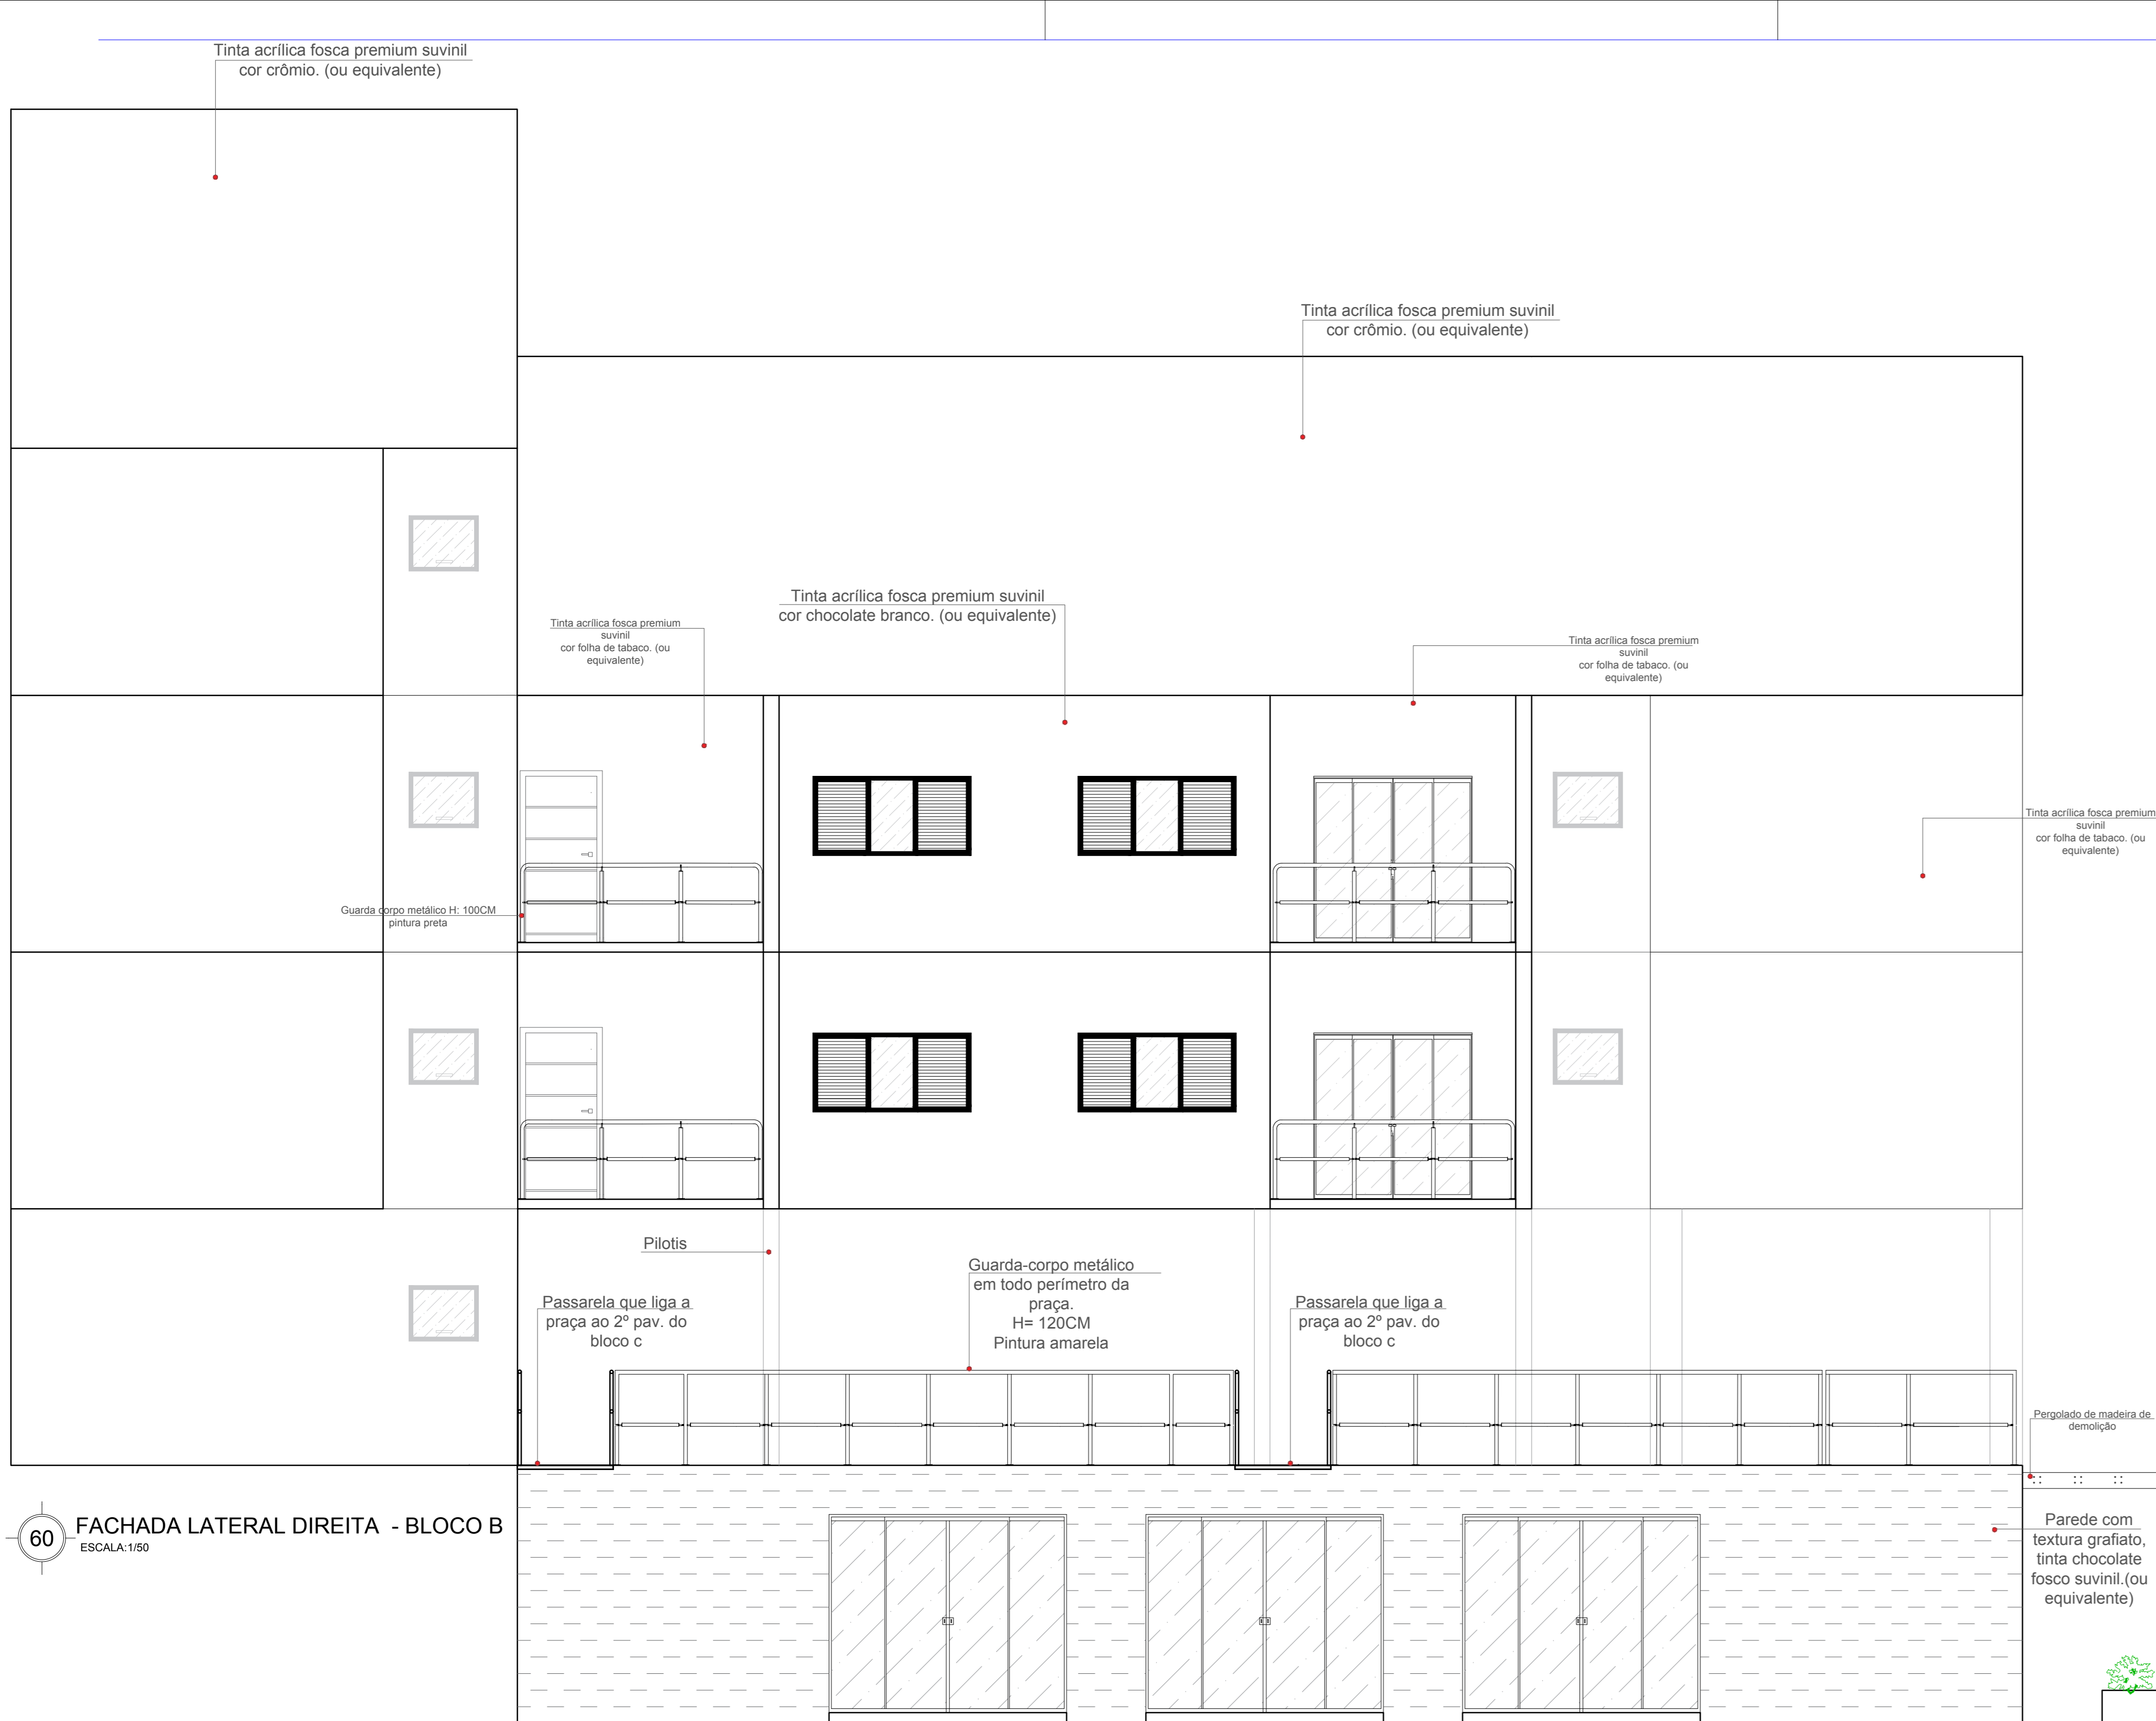 Tinta acrílica fosca premium suvinil
cor crômio. (ou equivalente)
Tinta acrílica fosca premium suvinil
cor crômio. (ou equivalente)
Tinta acrílica fosca premium suvinil
cor chocolate branco. (ou equivalente)
Tinta acrílica fosca premium
suvinil
cor folha de tabaco. (ou
equivalente)
Tinta acrílica fosca premium
suvinil
cor folha de tabaco. (ou
equivalente)
Tinta acrílica fosca premium
suvinil
cor folha de tabaco. (ou
equivalente)
Guarda corpo metálico H: 100CM
pintura preta
Pilotis
Guarda-corpo metálico
em todo perímetro da
praça.
H= 120CM
Pintura amarela
Passarela que liga a
praça ao 2º pav. do
bloco c
Passarela que liga a
praça ao 2º pav. do
bloco c
Pergolado de madeira de
demolição
60
FACHADA LATERAL DIREITA - BLOCO B
ESCALA:1/50
Parede com
textura grafiato,
tinta chocolate
fosco suvinil.(ou
equivalente)